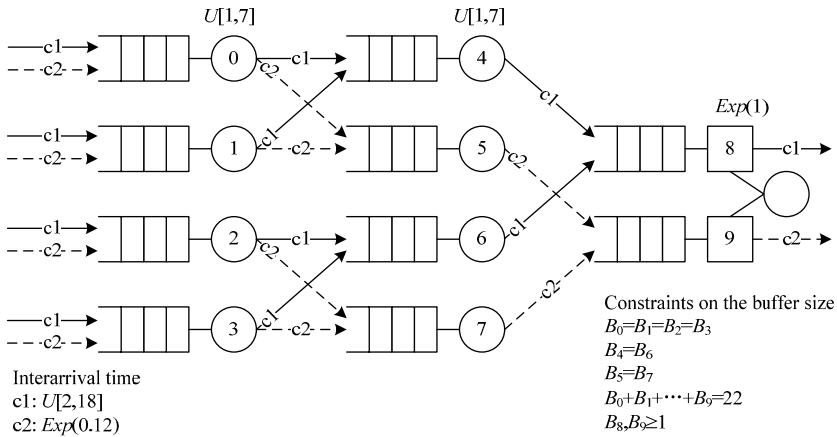 U[1,7] U[1,7]
c1 0 c1 4
c2 c2 c1 Exp(1)
c1 1 c1 8 c1
c2 c2 5 c2
c1 2 c1 6 c1 9 c2
c2 c2
c1 3 c1 c2
c2 c2 7
Constraints on the buffer size
B0=B1=B2=B3
B4=B6
B5=B7
B0+B1+···+B9=22
B8,B9≥1
Interarrival time
c1: U[2,18]
c2: Exp(0.12)